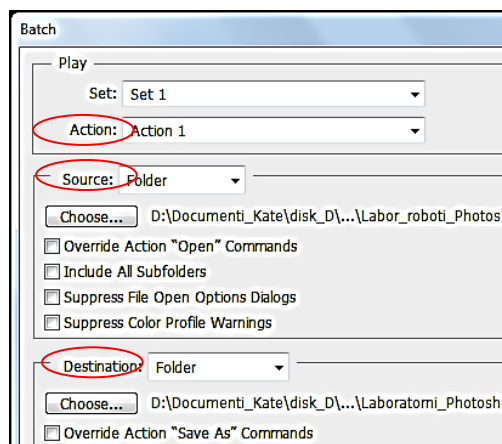 Batch
Play
Set: Set 1
Action: Action 1
Source: Folder
Choose... D:\Documenti_Kate\disk_D\...\Labor_roboti_Photos
Override Action "Open" Commands
Include All Subfolders
Suppress File Open Options Dialogs
Suppress Color Profile Warnings
Destination: Folder
Choose... D:\Documenti_Kate\disk_D\...\Laboratorni_Photosh
Override Action "Save As" Commands